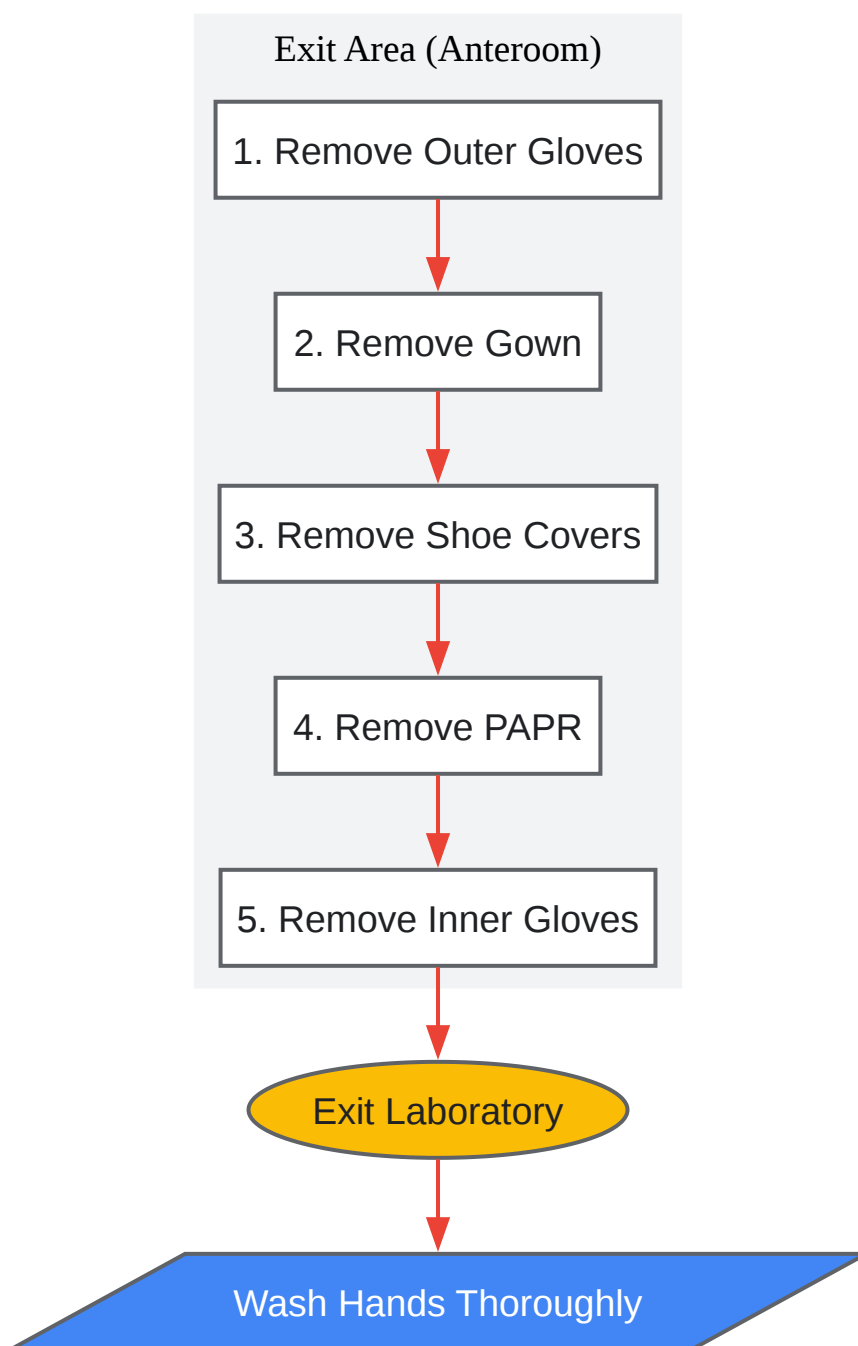 Exit Area (Anteroom)
1. Remove Outer Gloves
2. Remove Gown
3. Remove Shoe Covers
4. Remove PAPR
5. Remove Inner Gloves
Exit Laboratory
Wash Hands Thoroughly